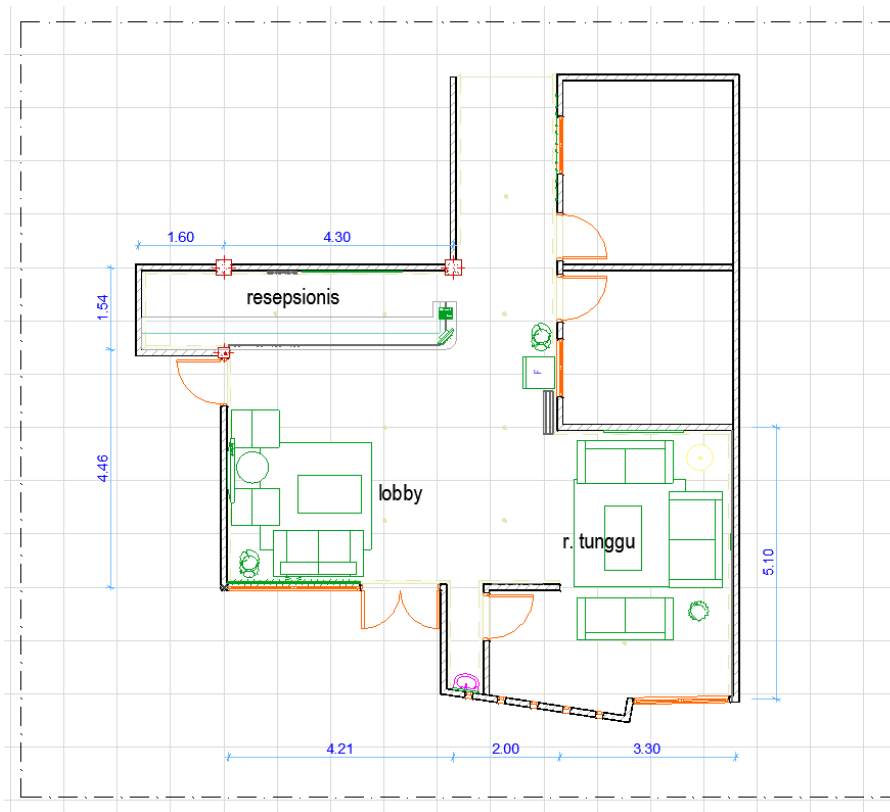 1.60
4.30
resepsionis
1.54
F
4.46
lobby
r. tunggu
5.10
4.21
2.00
3.30